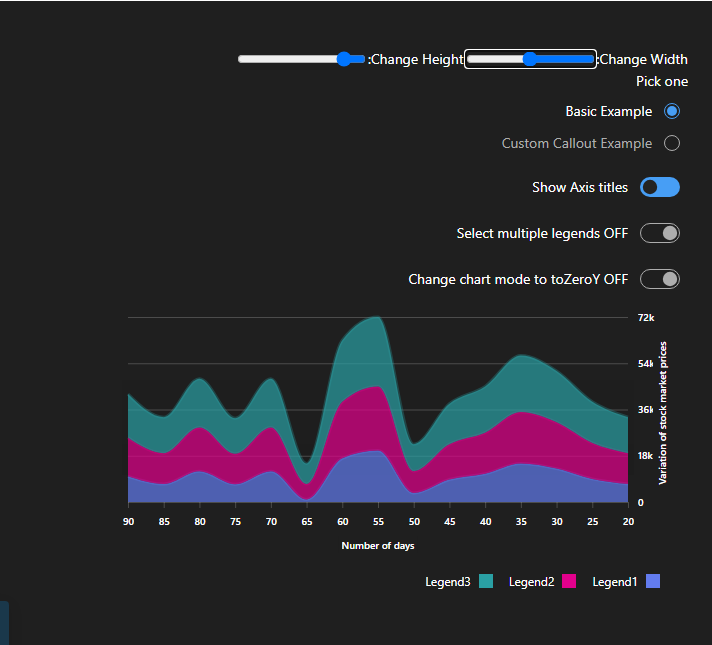 :Change Height :Change Width
Pick one
Basic Example
Custom Callout Example
Show Axis titles
Select multiple legends OFF
Change chart mode to toZeroY OFF
72k
54k
36k
18k
0
Variation of stock market prices
90 85 80 75 70 65 60 55 50 45 40 35 30 25 20
Number of days
Legend3 Legend2 Legend1